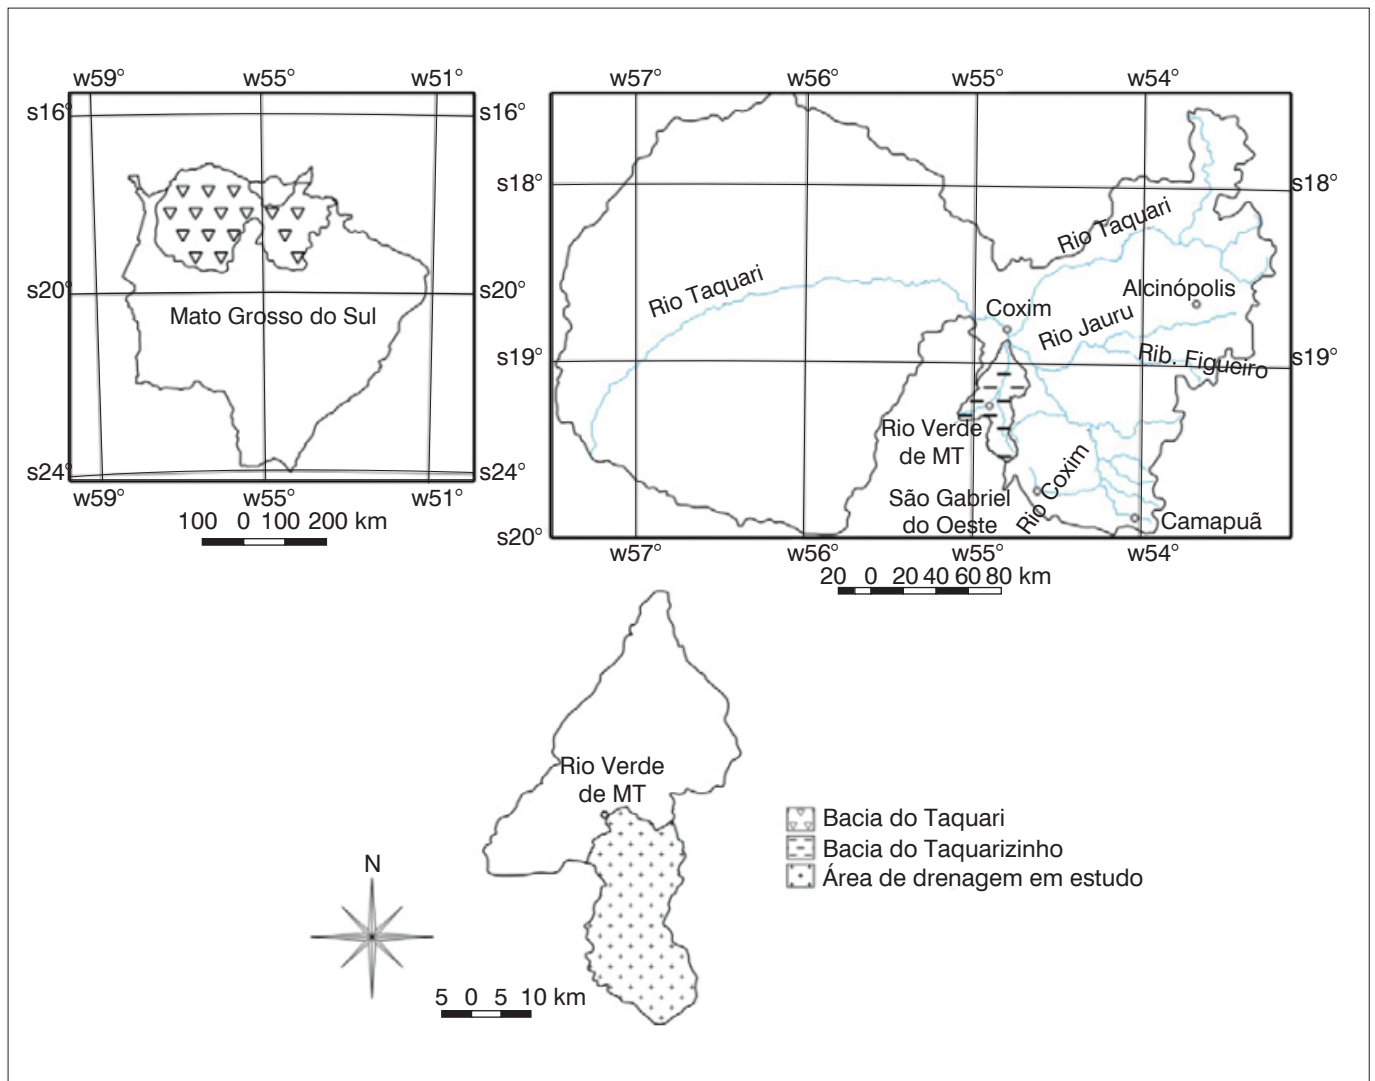 w59° w55° w51°
s16° s16°
s20° s20°
Mato Grosso do Sul
s24° s24°
w59° w55° w51°
100 0 100 200 km
w57° w56° w55° w54°
s18° s18°
Rio Taquari
Rio Taquari
Alcinópolis
Coxim
Rio Jauru
s19° s19°
Rib. Figueiro
Rio Verde
de MT
Rio Coxim
São Gabriel
do Oeste
Camapuã
s20°
w57° w56° w55° w54°
20 0 20 40 60 80 km
Rio Verde
de MT
Bacia do Taquari
Bacia do Taquarizinho
Área de drenagem em estudo
N
5 0 5 10 km